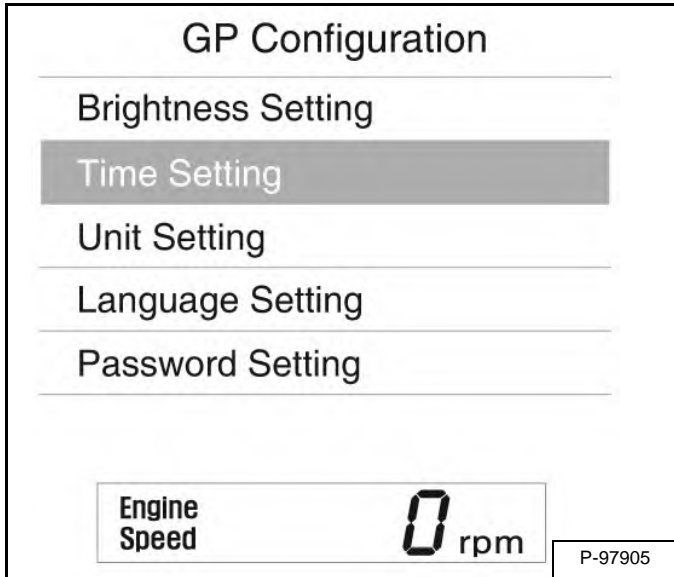 GP Configuration
Brightness Setting
Time Setting
Unit Setting
Language Setting
Password Setting
Engine
Speed
0 rpm
P-97905